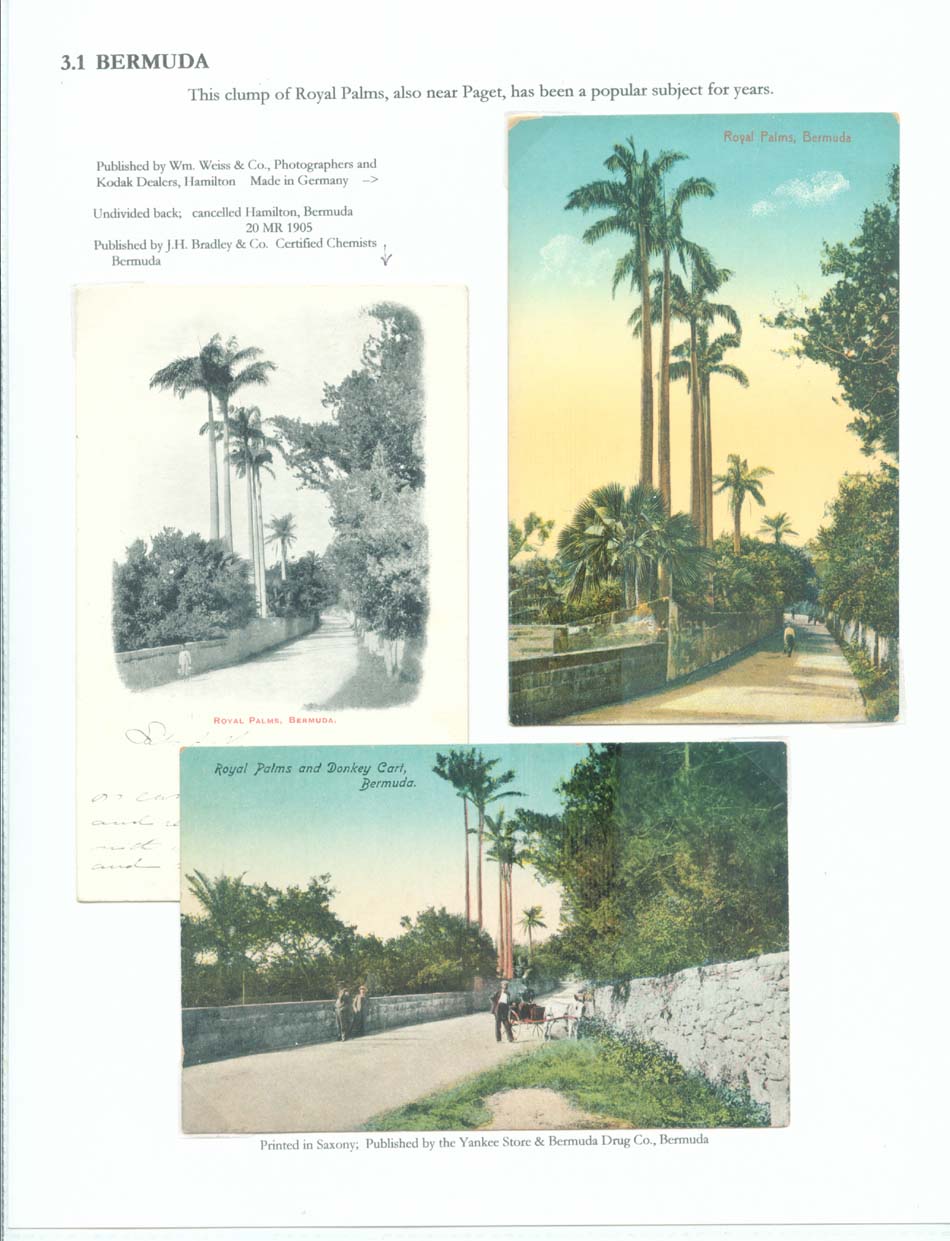 3.1 BERMUDA
This clump of Royal Palms, also near Paget, has been a popular subject for years.
Published by Wm. Weiss & Co., Photographers and
Kodak Dealers, Hamilton Made in Germany ->
Undivided back; cancelled Hamilton, Bermuda
20 MR 1905
Published by J.H. Bradley & Co. Certified Chemists
Bermuda
Royal Palms, Bermuda
ROYAL PALMS, BERMUDA.
and
and
Royal Palms and Donkey Cart,
Bermuda.
Printed in Saxony; Published by the Yankee Store & Bermuda Drug Co., Bermuda